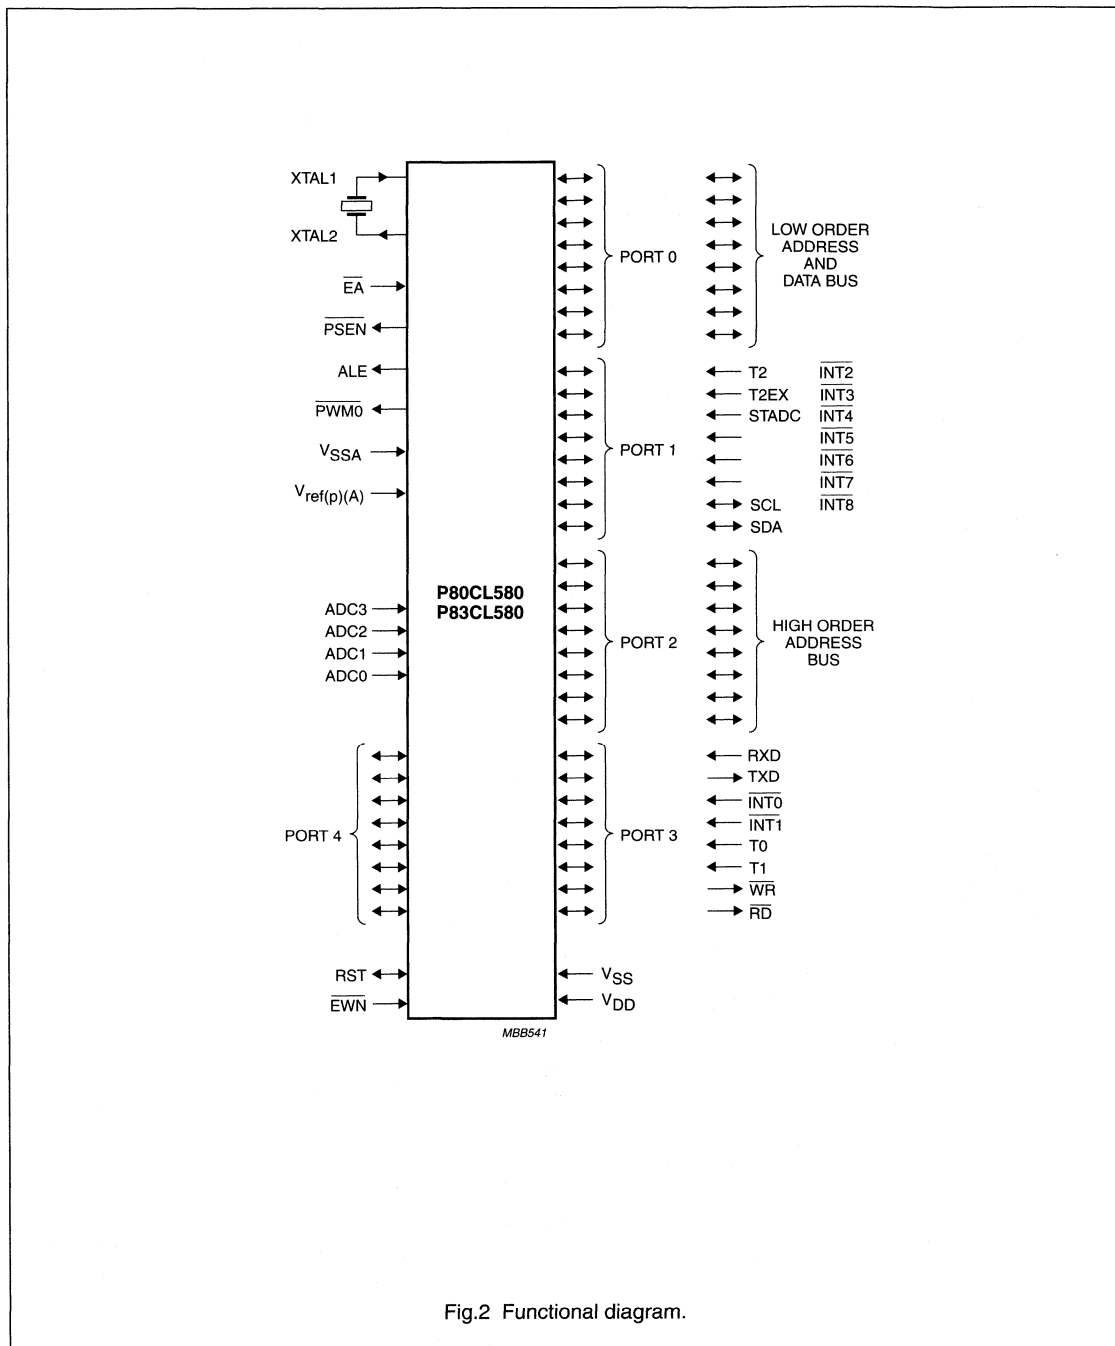 XTAL1
XTAL2
EA
PSEN
ALE
PWM0
VSSA
Vref(p)(A)
ADC3
ADC2
ADC1
ADC0
PORT 4
RST
EWN
P80CL580
P83CL580
PORT 0
PORT 1
PORT 2
PORT 3
VSS
VDD
LOW ORDER
ADDRESS
AND
DATA BUS
T2 INT2
T2EX INT3
STADC INT4
INT5
INT6
INT7
SCL INT8
SDA
HIGH ORDER
ADDRESS
BUS
RXD
TXD
INT0
INT1
T0
T1
WR
RD
MBB541
Fig.2 Functional diagram.